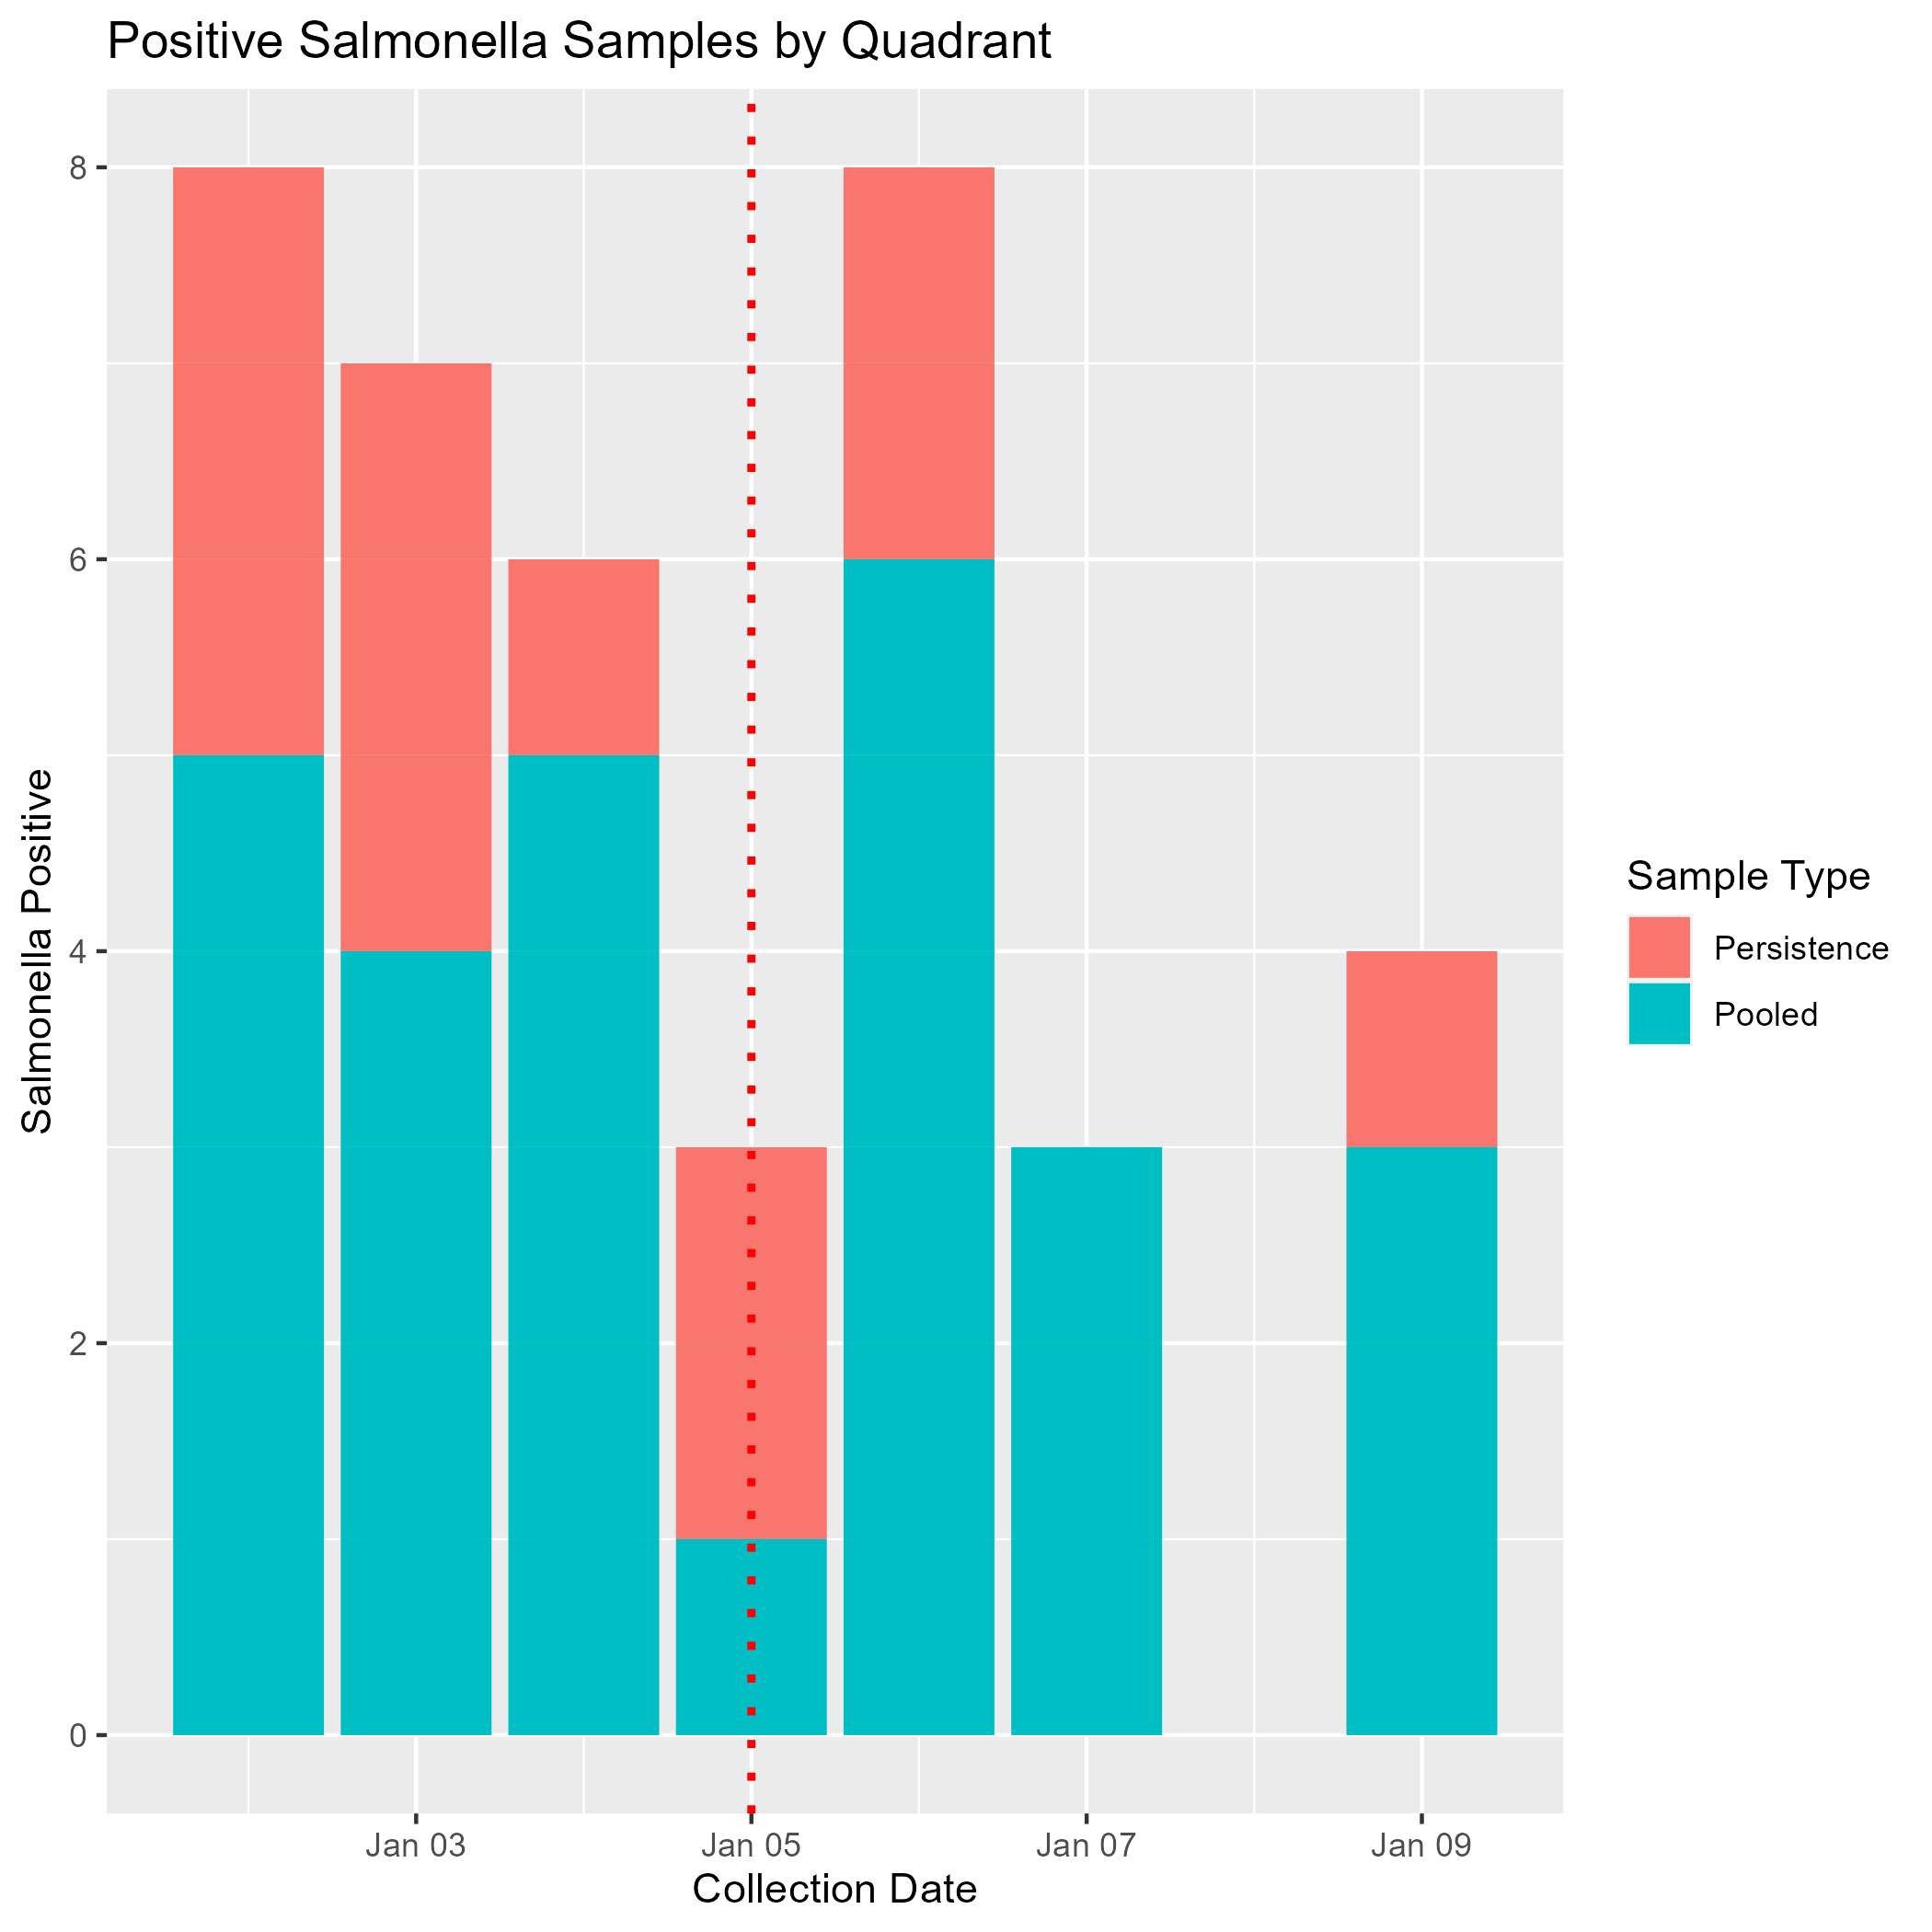 Positive Salmonella Samples by Quadrant
8
6
4
2
0
Salmonella Positive
Jan 03
Jan 05
Jan 07
Jan 09
Collection Date
Sample Type
Persistence
Pooled